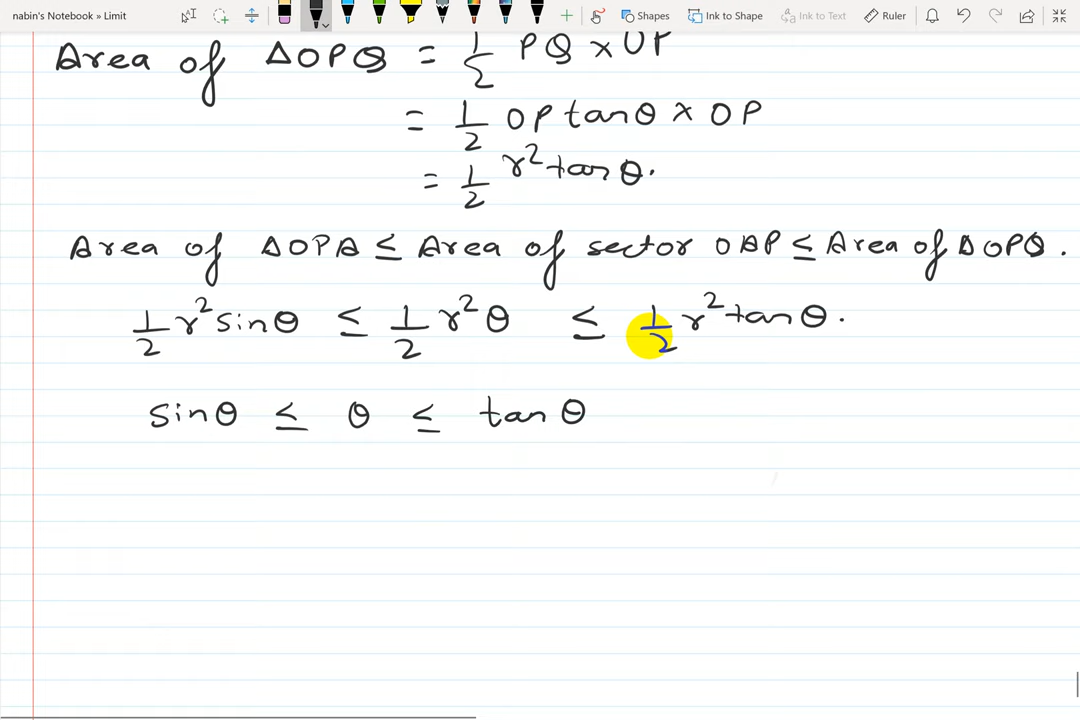 nabin's Notebook » Limit
Shapes
Ink to Shape
Ink to Text
Ruler
Area of ΔOPQ = 1/2 PQ × OP
= 1/2 OP tanθ × OP
= 1/2 r² tanθ.
Area of ΔOPA ≤ Area of sector OAP ≤ Area of ΔOPQ.
1/2 r² sinθ ≤ 1/2 r² θ ≤ 1/2 r² tanθ.
sinθ ≤ θ ≤ tanθ